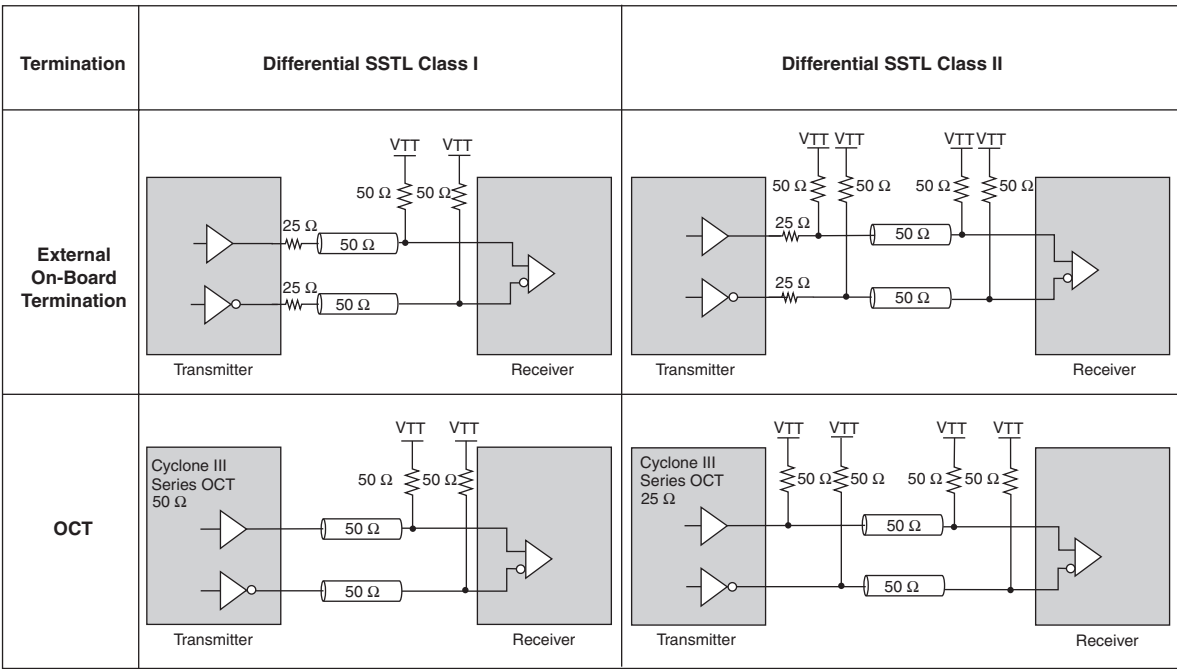 Termination
Differential SSTL Class I
Differential SSTL Class II
External
On-Board
Termination
VTT VTT
50 Ω 50 Ω
25 Ω
50 Ω
25 Ω
50 Ω
Transmitter
Receiver
VTT VTT VTT VTT
50 Ω 50 Ω 50 Ω 50 Ω
25 Ω
50 Ω
25 Ω
50 Ω
Transmitter
Receiver
OCT
VTT VTT
Cyclone III
Series OCT
50 Ω
50 Ω 50 Ω
50 Ω
50 Ω
Transmitter
Receiver
VTT VTT VTT VTT
Cyclone III
Series OCT
25 Ω
50 Ω 50 Ω 50 Ω 50 Ω
50 Ω
50 Ω
Transmitter
Receiver